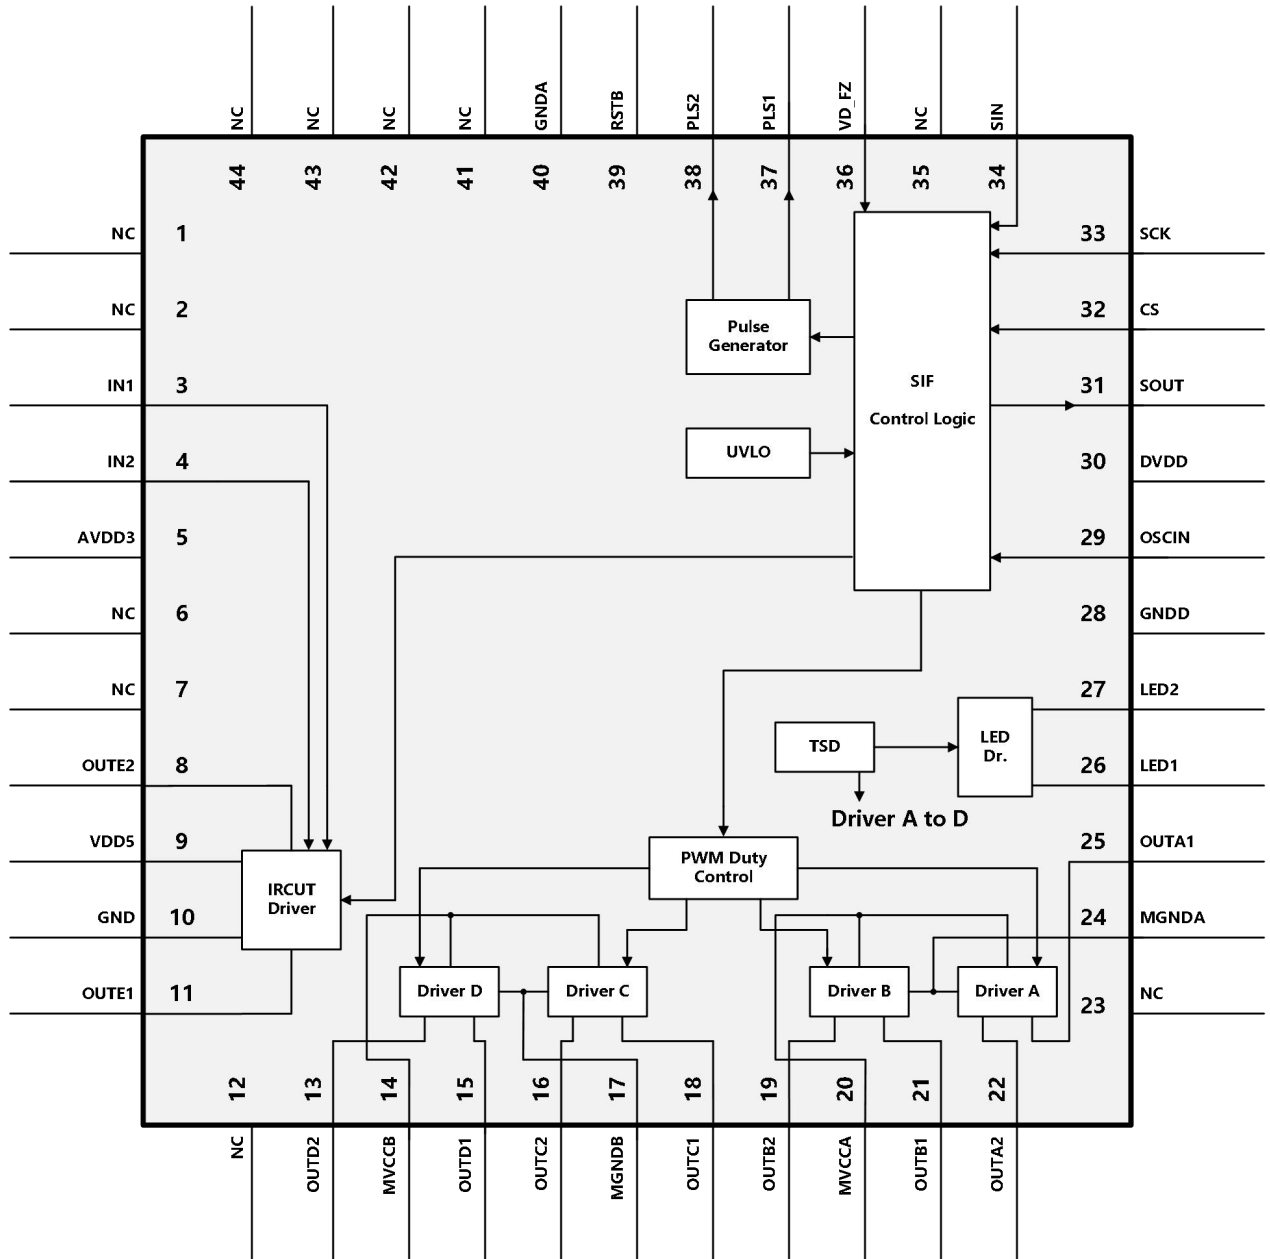 NC
NC
NC
NC
GNDA
RSTB
PLS2
PLS1
VD_FZ
NC
SIN
44
43
42
41
40
39
38
37
36
35
34
NC 1
NC 2
IN1 3
IN2 4
AVDD3 5
NC 6
NC 7
OUTE2 8
VDD5 9
GND 10
OUTE1 11
33 SCK
32 CS
31 SOUT
30 DVDD
29 OSCIN
28 GNDD
27 LED2
26 LED1
25 OUTA1
24 MGNDA
23 NC
Pulse
Generator
SIF
Control Logic
UVLO
TSD
LED
Dr.
Driver A to D
PWM Duty
Control
IRCUT
Driver
Driver D
Driver C
Driver B
Driver A
12
13
14
15
16
17
18
19
20
21
22
NC
OUTD2
MVCCB
OUTD1
OUTC2
MGNDB
OUTC1
OUTB2
MVCCA
OUTB1
OUTA2